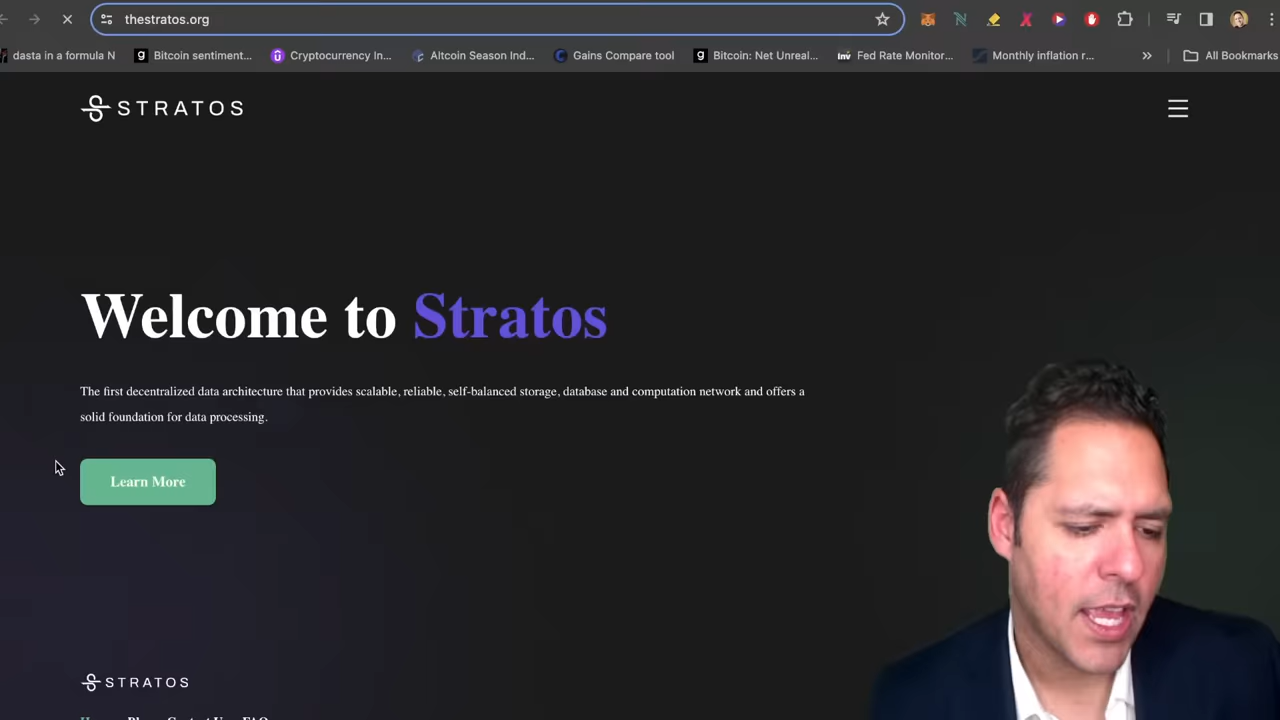 thestratos.org
dasta in a formula N
Bitcoin sentiment...
Cryptocurrency In...
Altcoin Season Ind...
Gains Compare tool
Bitcoin: Net Unreal...
Inv Fed Rate Monitor...
Monthly inflation r...
All Bookmarks
STRATOS
Welcome to Stratos
The first decentralized data architecture that provides scalable, reliable, self-balanced storage, database and computation network and offers a
solid foundation for data processing.
Learn More
STRATOS